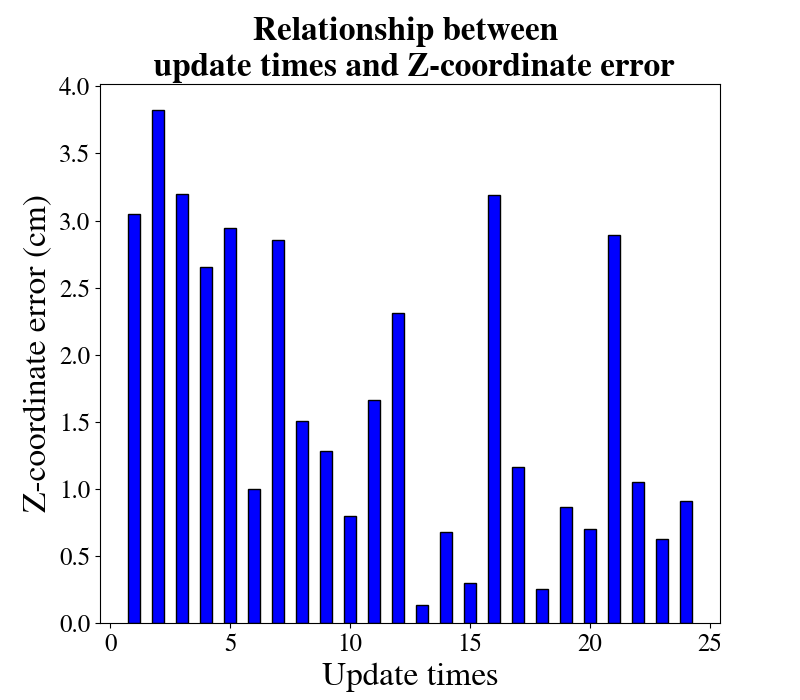 Relationship between
update times and Z-coordinate error
Z-coordinate error (cm)
4.0
3.5
3.0
2.5
2.0
1.5
1.0
0.5
0.0
0 5 10 15 20 25
Update times